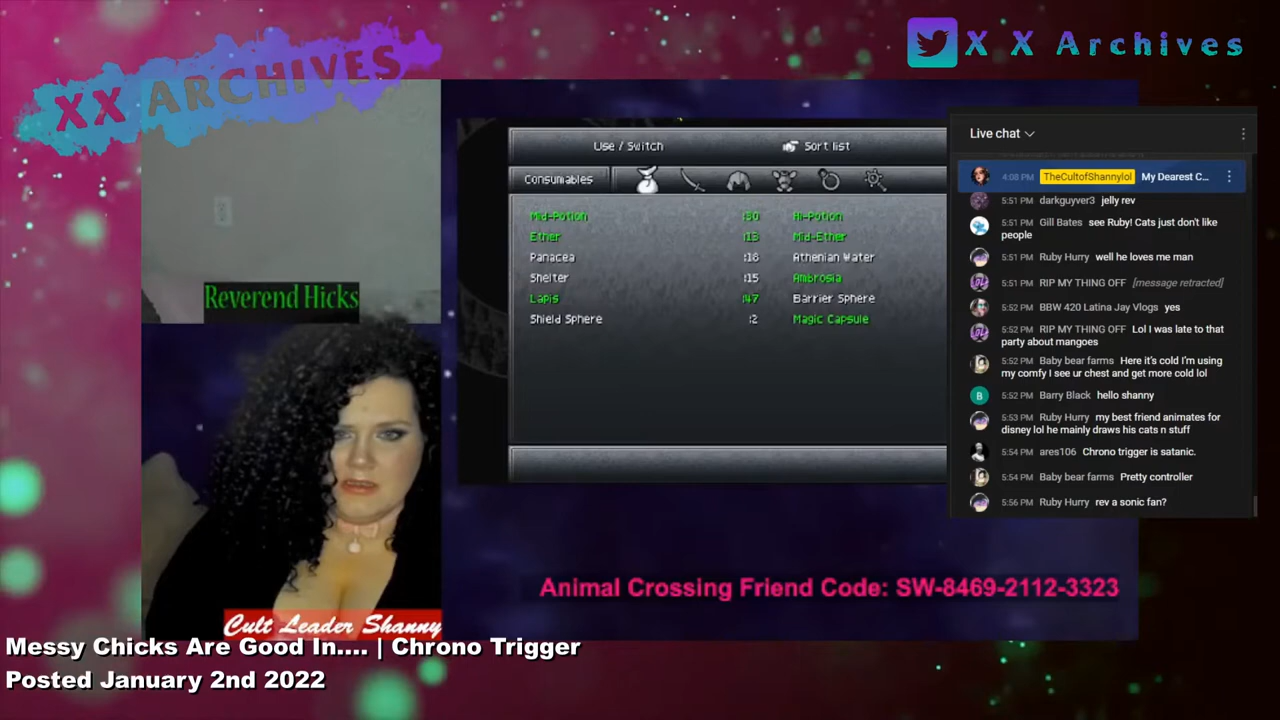 XX ARCHIVES
X X Archives
Reverend Hicks
Use / Switch
Sort list
Consumables
Mid-Potion :50 Hi-Potion
Ether :13 Mid-Ether
Panacea :18 Athenian Water
Shelter :15 Ambrosia
Lapis :47 Barrier Sphere
Shield Sphere :2 Magic Capsule
Live chat
4:08 PM TheCultofShannylol My Dearest C...
5:51 PM darkguyver3 jelly rev
5:51 PM Gill Bates see Ruby! Cats just don't like
people
5:51 PM Ruby Hurry well he loves me man
5:51 PM RIP MY THING OFF [message retracted]
5:52 PM BBW 420 Latina Jay Vlogs yes
5:52 PM RIP MY THING OFF Lol I was late to that
party about mangoes
5:52 PM Baby bear farms Here it's cold I'm using
my comfy I see ur chest and get more cold lol
B
5:52 PM Barry Black hello shanny
5:53 PM Ruby Hurry my best friend animates for
disney lol he mainly draws his cats n stuff
5:54 PM ares106 Chrono trigger is satanic.
5:54 PM Baby bear farms Pretty controller
5:56 PM Ruby Hurry rev a sonic fan?
Animal Crossing Friend Code: SW-8469-2112-3323
Cult Leader Shanny
Messy Chicks Are Good In.... | Chrono Trigger
Posted January 2nd 2022